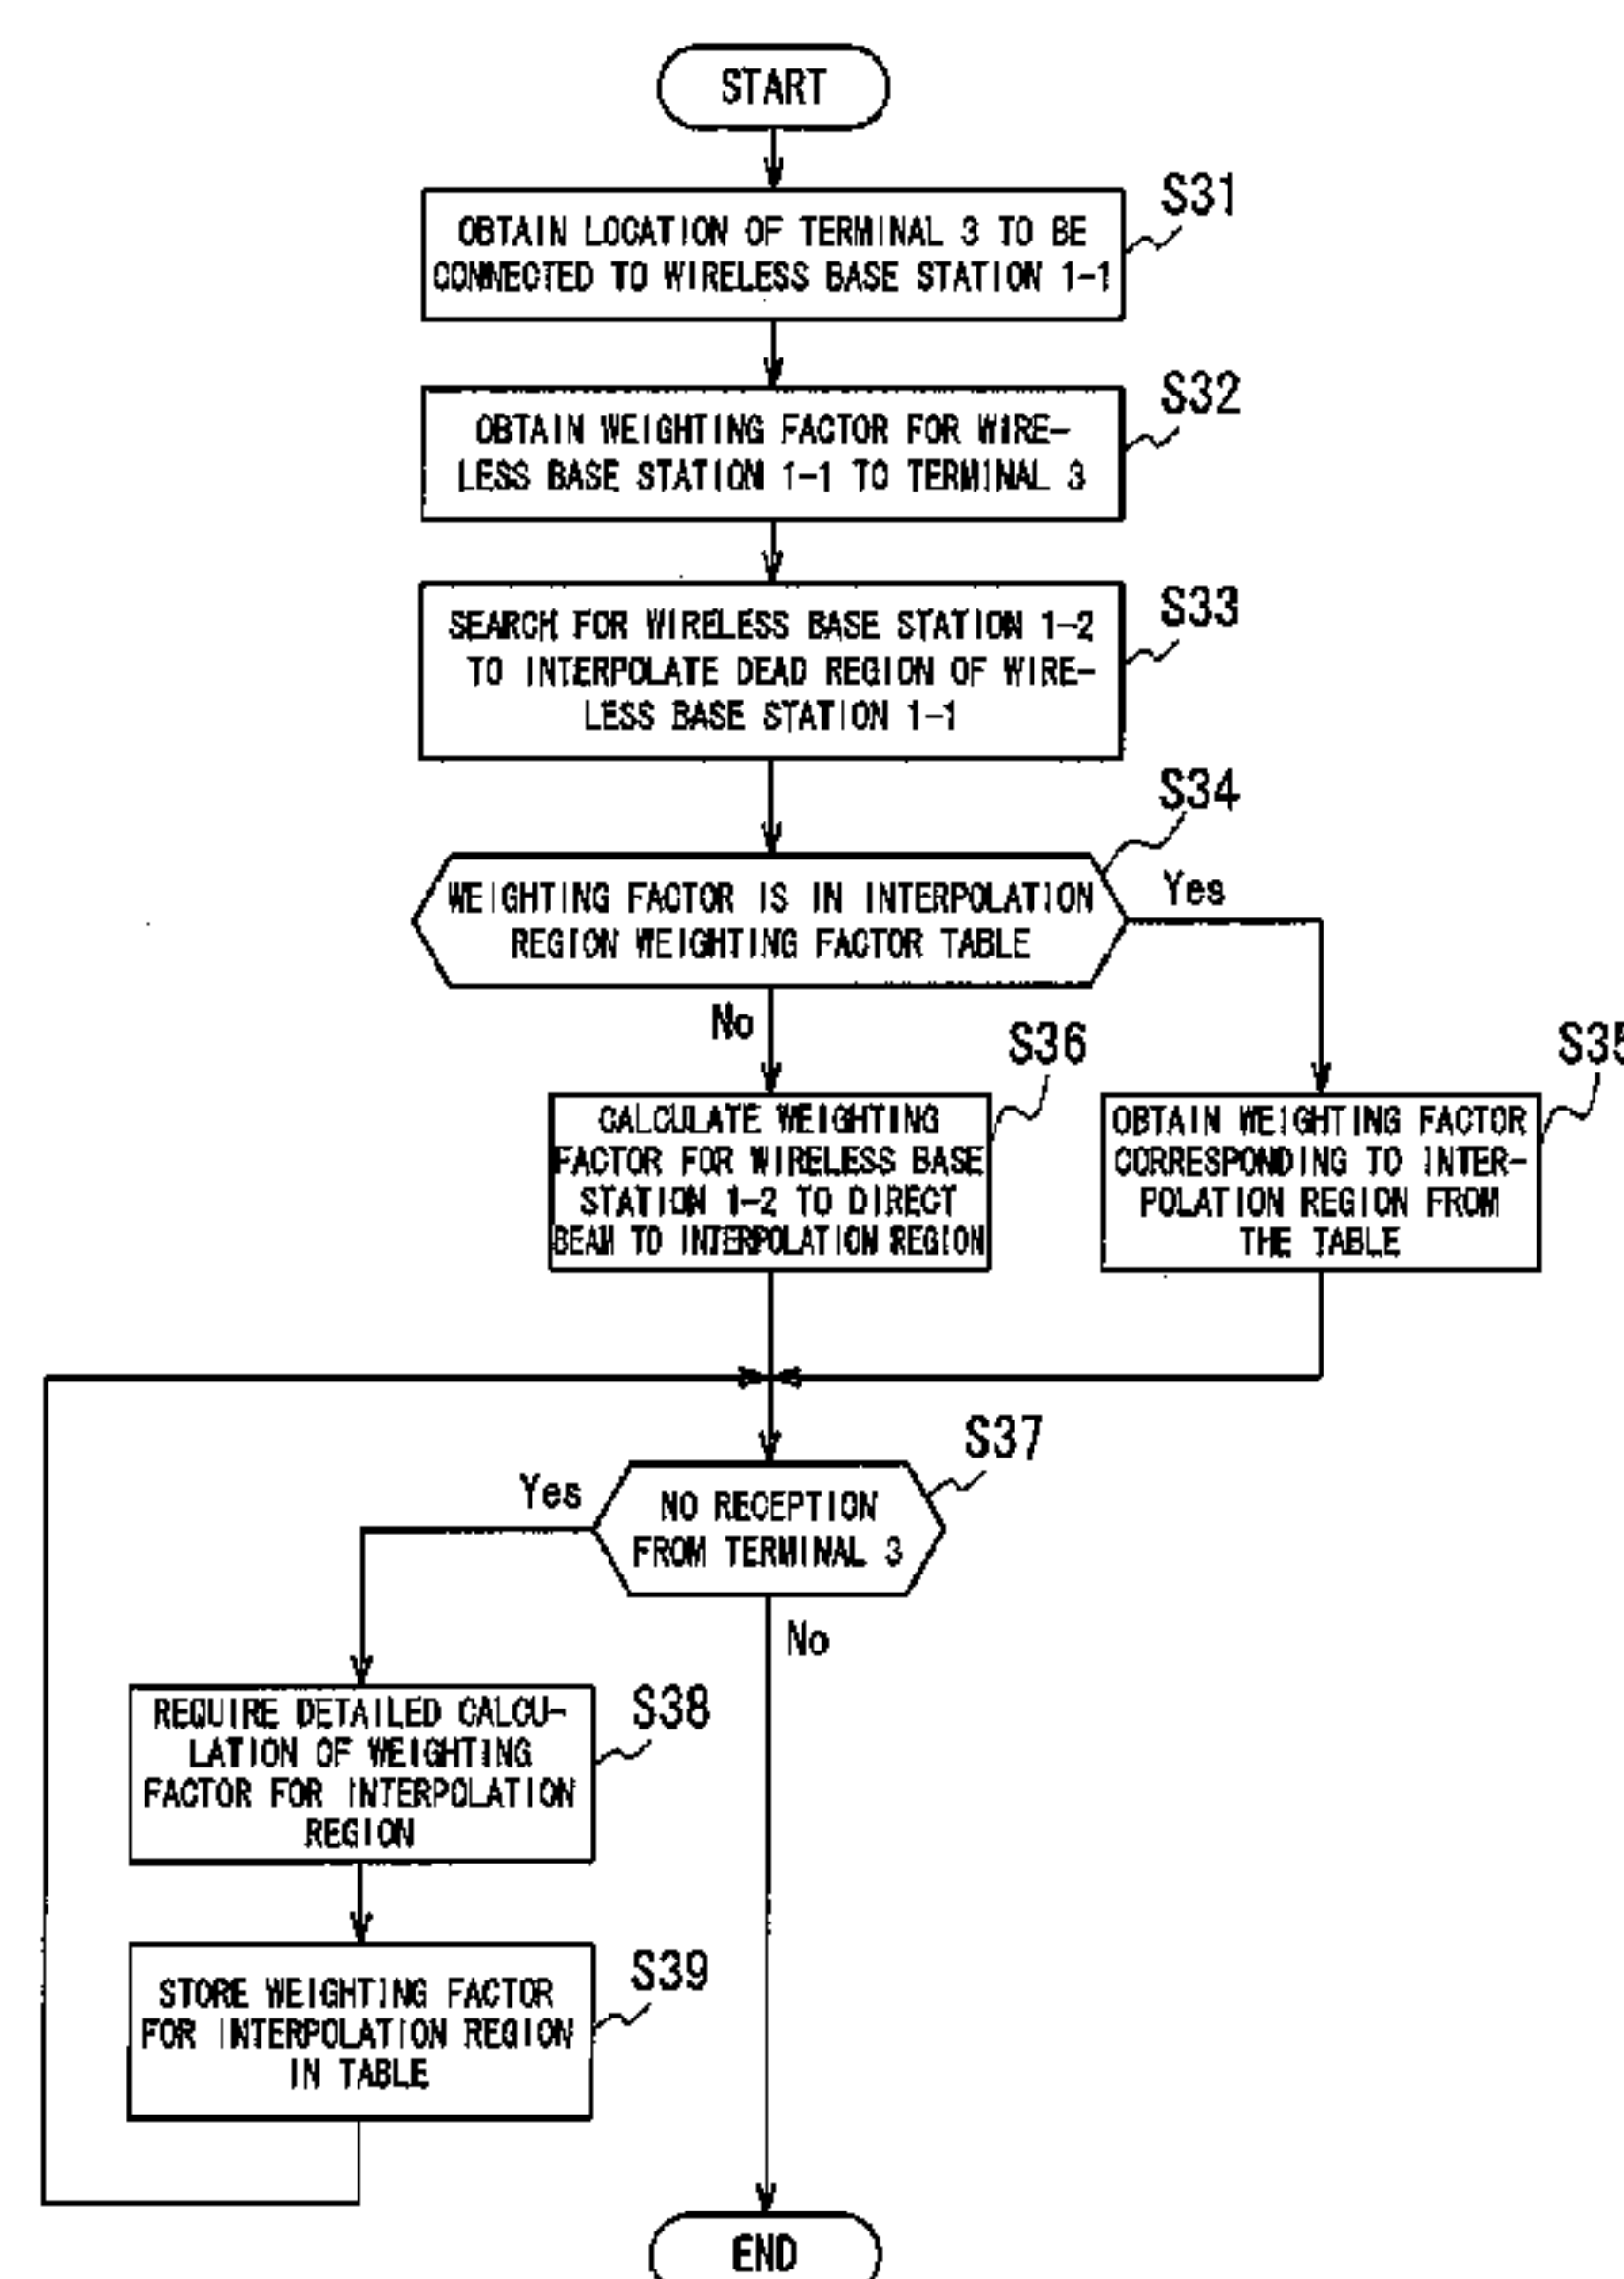 START
S31
OBTAIN LOCATION OF TERMINAL 3 TO BE
CONNECTED TO WIRELESS BASE STATION 1-1
S32
OBTAIN WEIGHTING FACTOR FOR WIRE-
LESS BASE STATION 1-1 TO TERMINAL 3
S33
SEARCH FOR WIRELESS BASE STATION 1-2
TO INTERPOLATE DEAD REGION OF WIRE-
LESS BASE STATION 1-1
S34
WEIGHTING FACTOR IS IN INTERPOLATION
REGION WEIGHTING FACTOR TABLE
Yes
No
S36
CALCULATE WEIGHTING
FACTOR FOR WIRELESS BASE
STATION 1-2 TO DIRECT
BEAM TO INTERPOLATION REGION
S35
OBTAIN WEIGHTING FACTOR
CORRESPONDING TO INTER-
POLATION REGION FROM
THE TABLE
S37
NO RECEPTION
FROM TERMINAL 3
Yes
No
S38
REQUIRE DETAILED CALCU-
LATION OF WEIGHTING
FACTOR FOR INTERPOLATION
REGION
S39
STORE WEIGHTING FACTOR
FOR INTERPOLATION REGION
IN TABLE
END